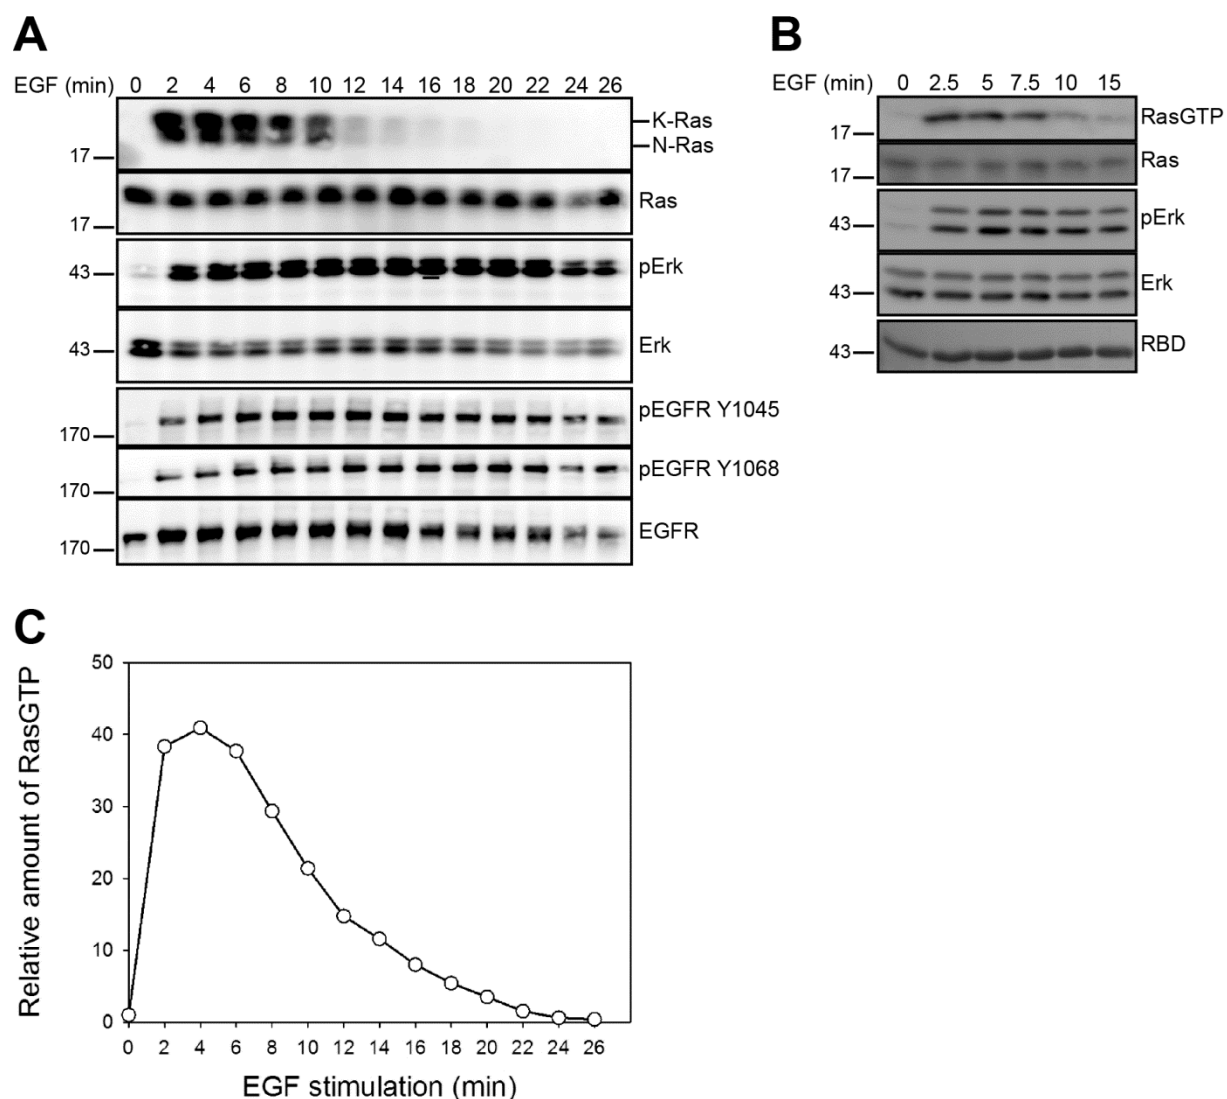 A
EGF (min) 0 2 4 6 8 10 12 14 16 18 20 22 24 26
K-Ras
N-Ras
17
Ras
17
pErk
43
Erk
43
pEGFR Y1045
170
pEGFR Y1068
170
EGFR
170
B
EGF (min) 0 2.5 5 7.5 10 15
RasGTP
17
Ras
17
pErk
43
Erk
43
RBD
43
C
Relative amount of RasGTP
50
40
30
20
10
0
0 2 4 6 8 10 12 14 16 18 20 22 24 26
EGF stimulation (min)